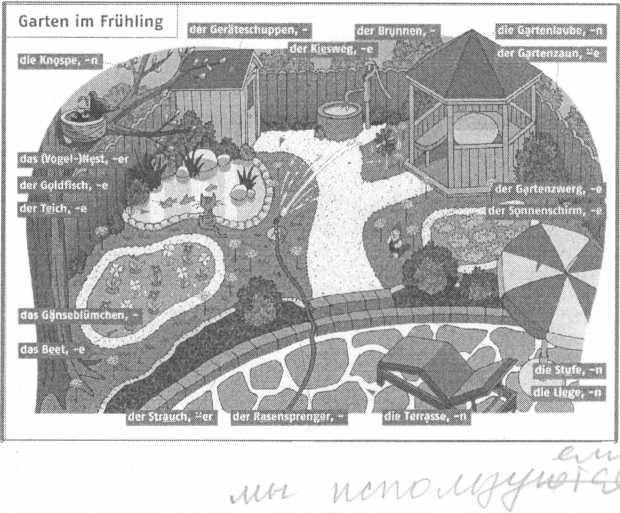 Garten im Frühling
der Geräteschuppen, -
der Brunnen, -
die Gartenlaube, -n
der Kiesweg, -e
der Gartenzaun, ⸚e
die Knospe, -n
das (Vogel-)Nest, -er
der Goldfisch, -e
der Teich, -e
der Gartenzwerg, -e
der Sonnenschirm, -e
das Gänseblümchen, -
das Beet, -e
die Stufe, -n
die Liege, -n
der Strauch, ⸚er
der Rasensprenger, -
die Terrasse, -n
ем
мы